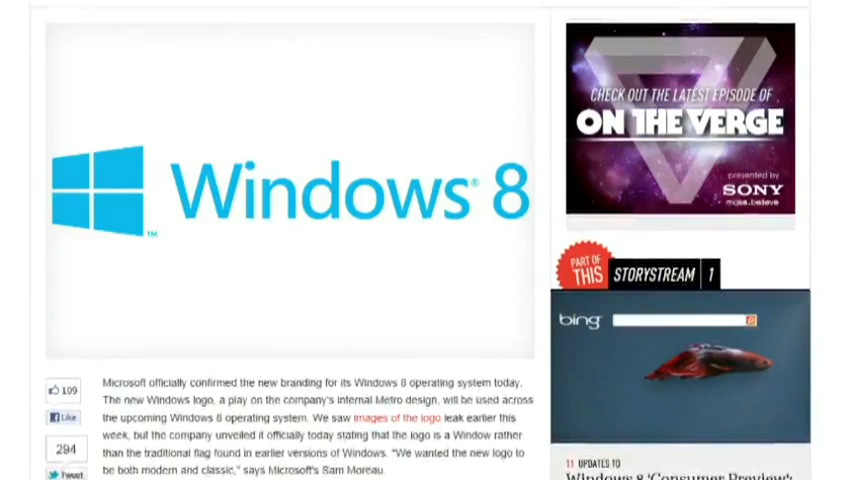 Windows® 8
TM
CHECK OUT THE LATEST EPISODE OF
ON THE VERGE
presented by
SONY
make.believe
PART OF
THIS
STORYSTREAM 1
bing
109
Like
294
Tweet
Microsoft officially confirmed the new branding for its Windows 8 operating system today.
The new Windows logo, a play on the company's internal Metro design, will be used across
the upcoming Windows 8 operating system. We saw images of the logo leak earlier this
week, but the company unveiled it officially today stating that the logo is a Window rather
than the traditional flag found in earlier versions of Windows. "We wanted the new logo to
be both modern and classic," says Microsoft's Sam Moreau.
11 UPDATES TO
Windows 8 'Consumer Preview':